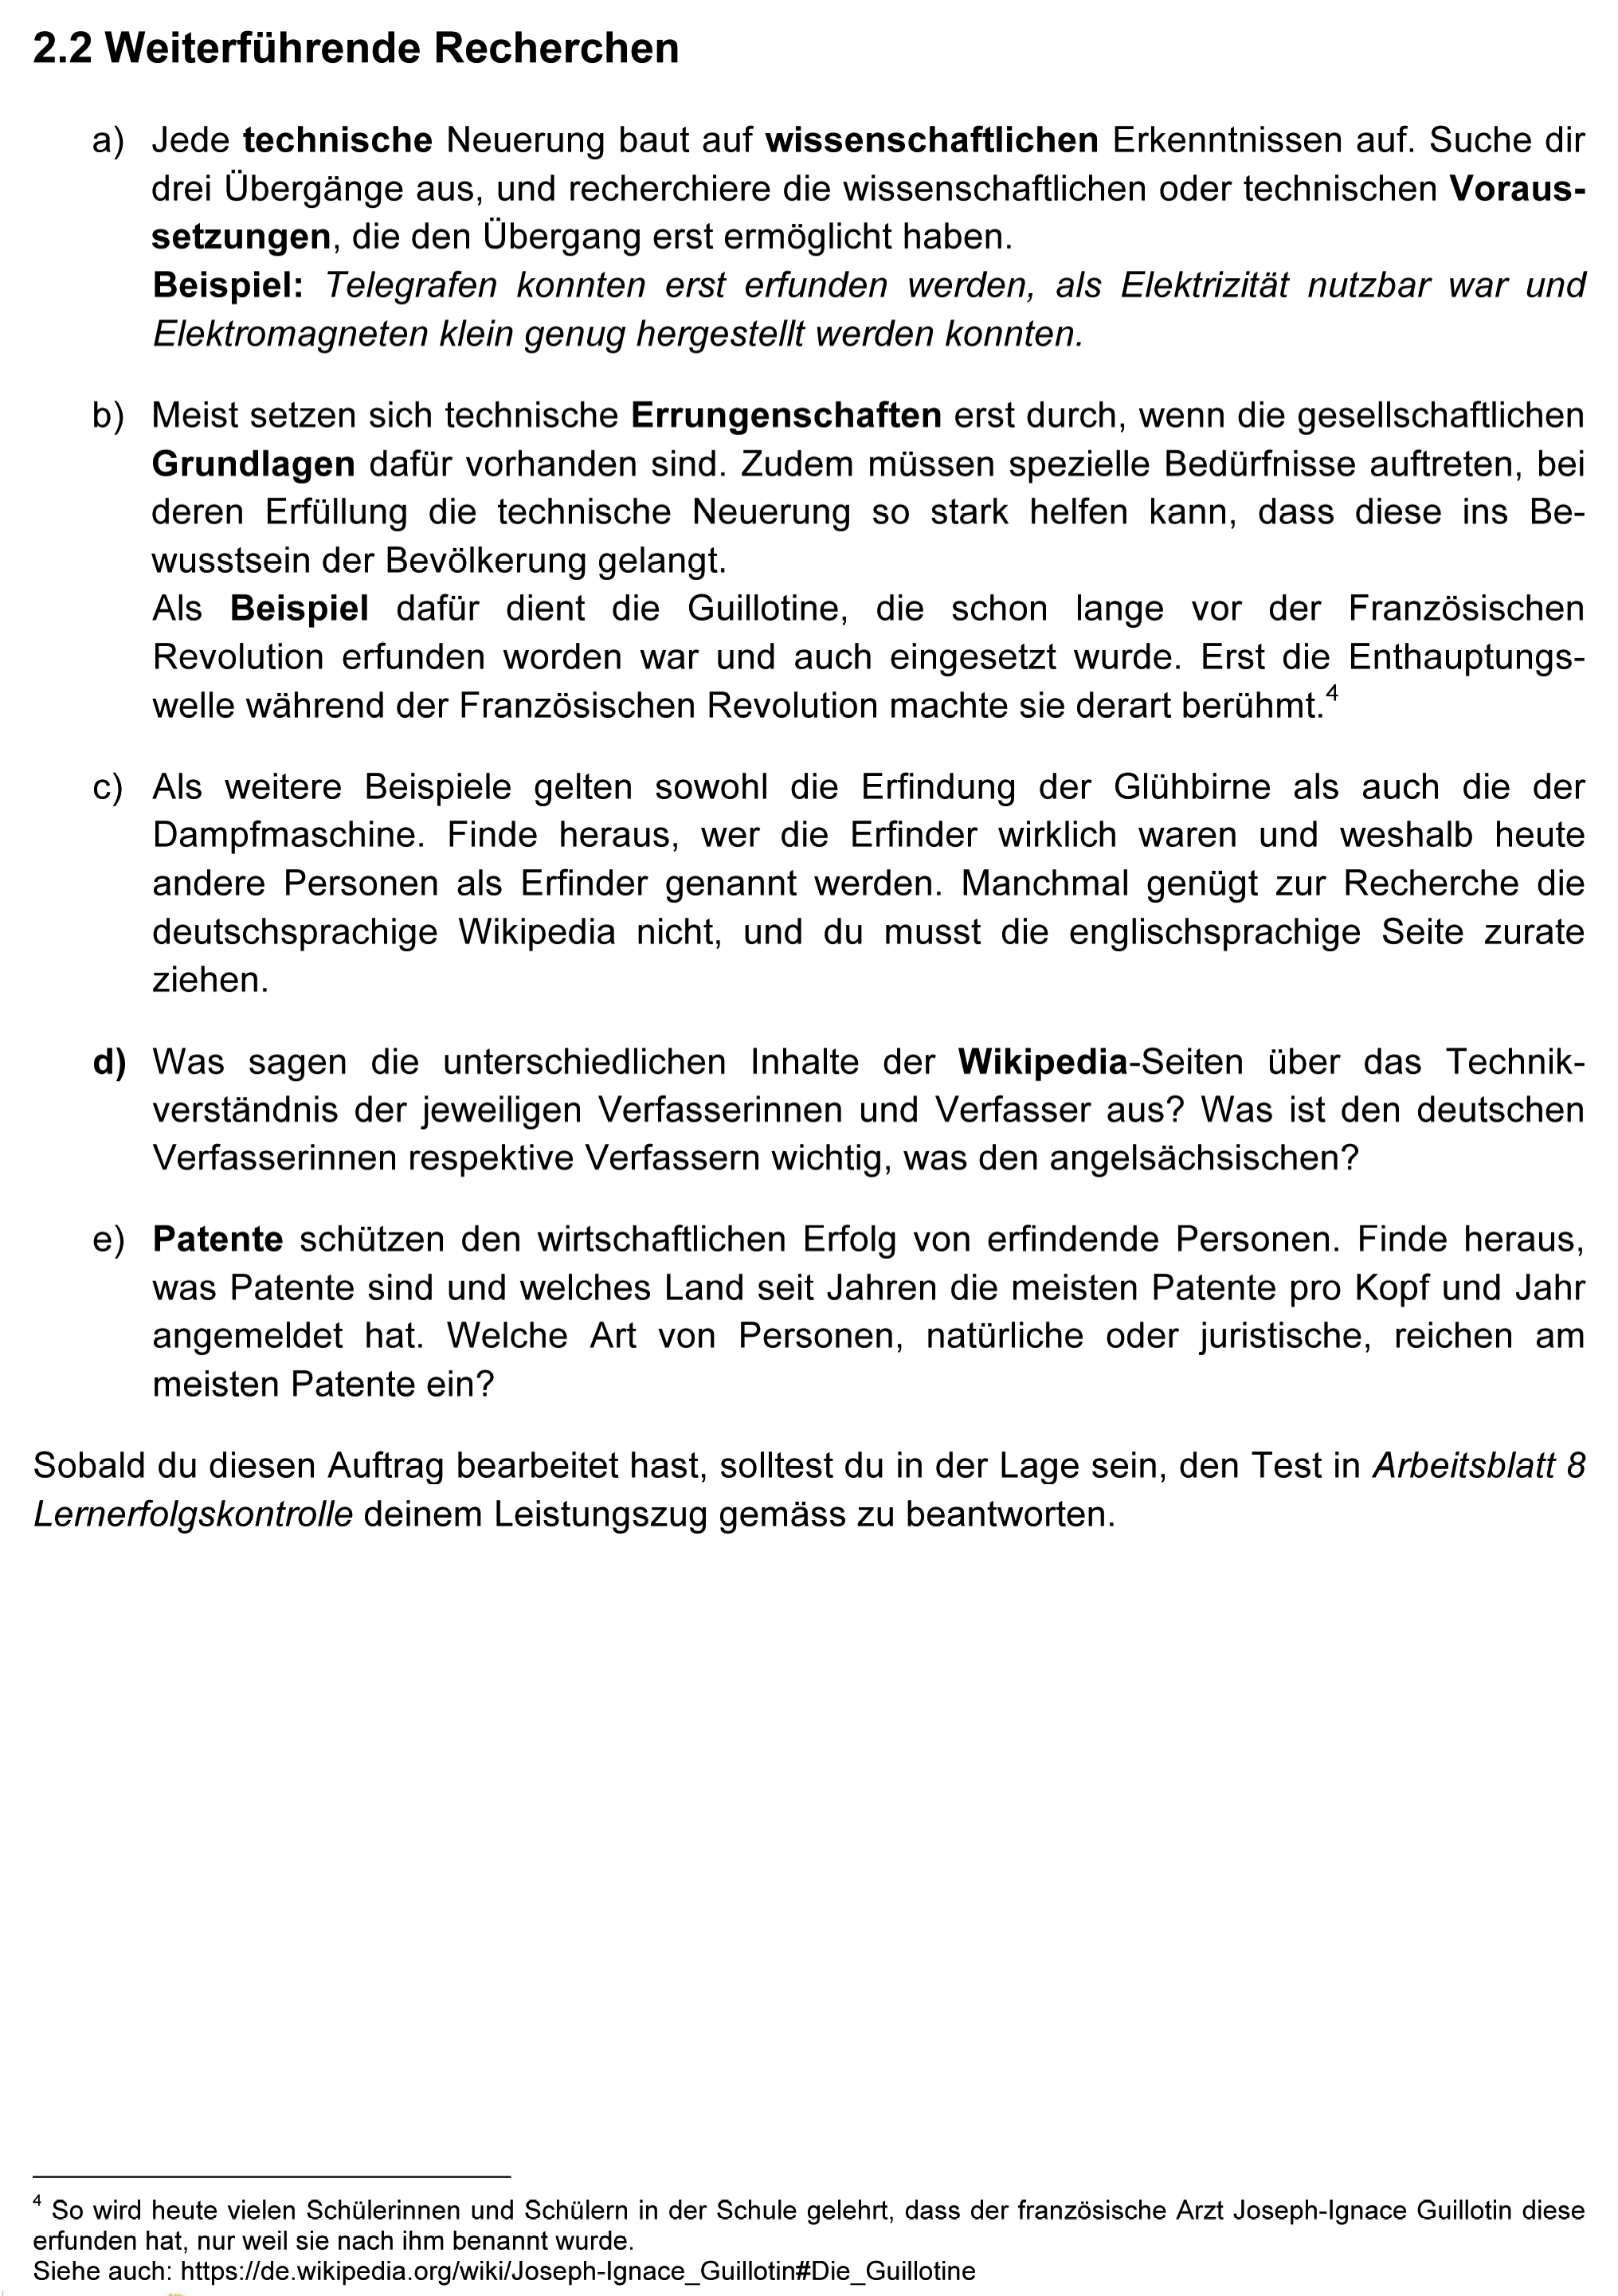 2.2 Weiterführende Recherchen
a) Jede technische Neuerung baut auf wissenschaftlichen Erkenntnissen auf. Suche dir
drei Übergänge aus, und recherchiere die wissenschaftlichen oder technischen Voraus-
setzungen, die den Übergang erst ermöglicht haben.
Beispiel: Telegrafen konnten erst erfunden werden, als Elektrizität nutzbar war und
Elektromagneten klein genug hergestellt werden konnten.
b) Meist setzen sich technische Errungenschaften erst durch, wenn die gesellschaftlichen
Grundlagen dafür vorhanden sind. Zudem müssen spezielle Bedürfnisse auftreten, bei
deren Erfüllung die technische Neuerung so stark helfen kann, dass diese ins Be-
wusstsein der Bevölkerung gelangt.
Als Beispiel dafür dient die Guillotine, die schon lange vor der Französischen
Revolution erfunden worden war und auch eingesetzt wurde. Erst die Enthauptungs-
welle während der Französischen Revolution machte sie derart berühmt.4
c) Als weitere Beispiele gelten sowohl die Erfindung der Glühbirne als auch die der
Dampfmaschine. Finde heraus, wer die Erfinder wirklich waren und weshalb heute
andere Personen als Erfinder genannt werden. Manchmal genügt zur Recherche die
deutschsprachige Wikipedia nicht, und du musst die englischsprachige Seite zurate
ziehen.
d) Was sagen die unterschiedlichen Inhalte der Wikipedia-Seiten über das Technik-
verständnis der jeweiligen Verfasserinnen und Verfasser aus? Was ist den deutschen
Verfasserinnen respektive Verfassern wichtig, was den angelsächsischen?
e) Patente schützen den wirtschaftlichen Erfolg von erfindende Personen. Finde heraus,
was Patente sind und welches Land seit Jahren die meisten Patente pro Kopf und Jahr
angemeldet hat. Welche Art von Personen, natürliche oder juristische, reichen am
meisten Patente ein?
Sobald du diesen Auftrag bearbeitet hast, solltest du in der Lage sein, den Test in Arbeitsblatt 8
Lernerfolgskontrolle deinem Leistungszug gemäss zu beantworten.
4 So wird heute vielen Schülerinnen und Schülern in der Schule gelehrt, dass der französische Arzt Joseph-Ignace Guillotin diese
erfunden hat, nur weil sie nach ihm benannt wurde.
Siehe auch: https://de.wikipedia.org/wiki/Joseph-Ignace_Guillotin#Die_Guillotine